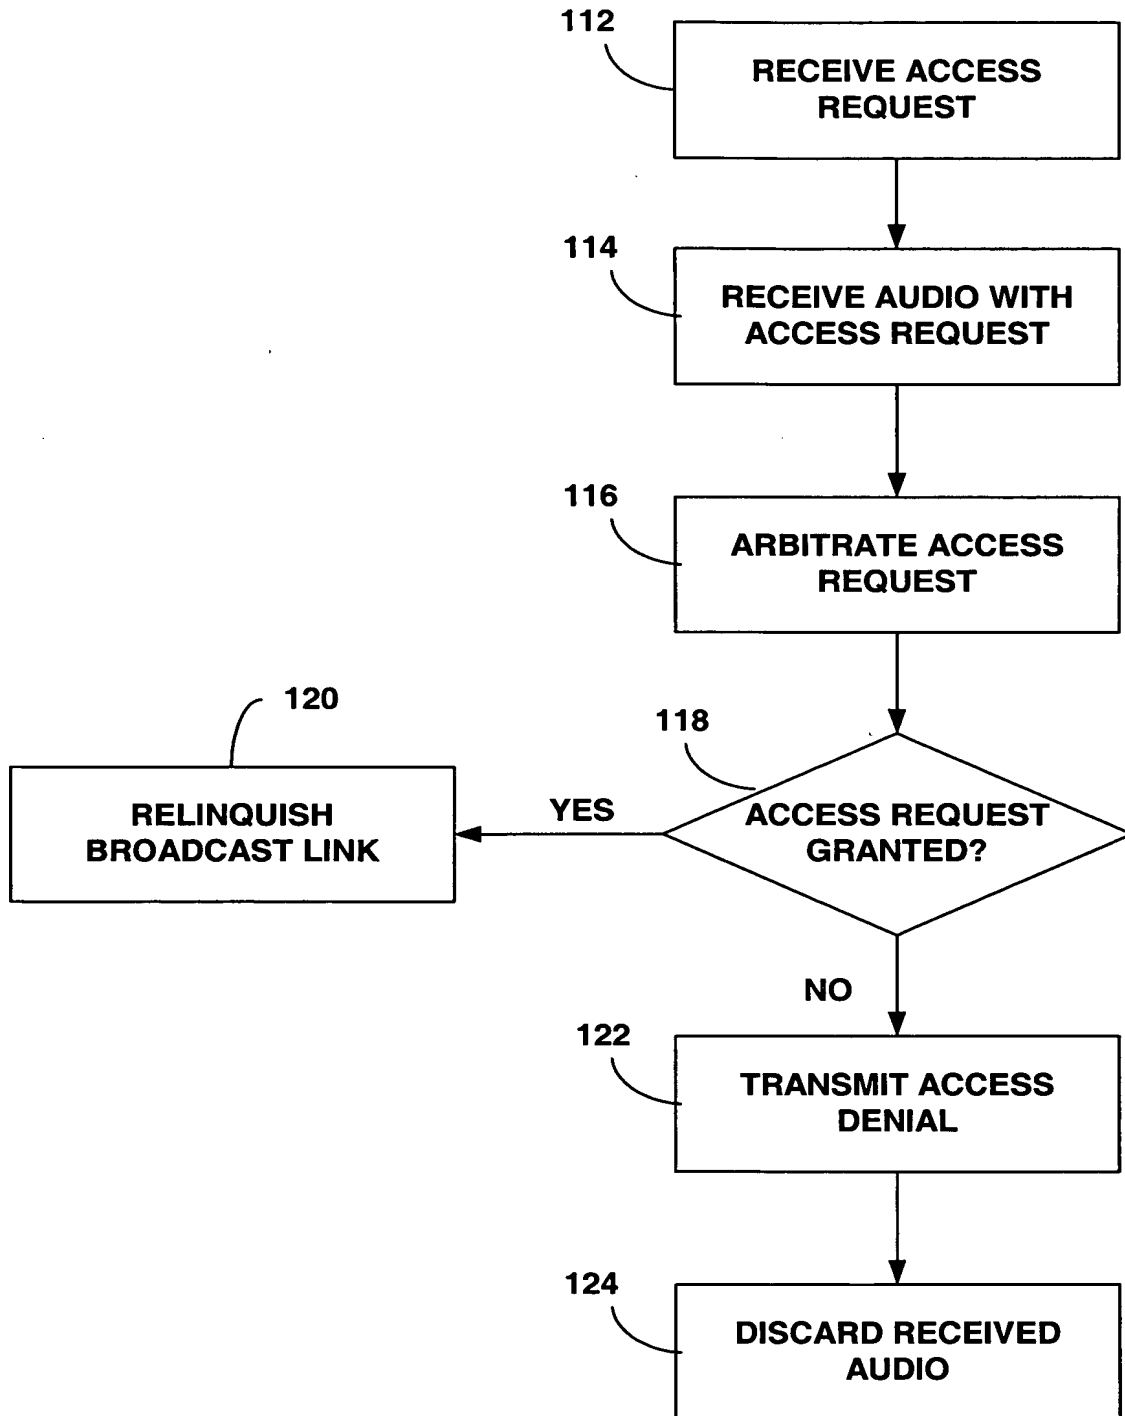 112
RECEIVE ACCESS
REQUEST
114
RECEIVE AUDIO WITH
ACCESS REQUEST
116
ARBITRATE ACCESS
REQUEST
118
ACCESS REQUEST
GRANTED?
YES
120
RELINQUISH
BROADCAST LINK
NO
122
TRANSMIT ACCESS
DENIAL
124
DISCARD RECEIVED
AUDIO